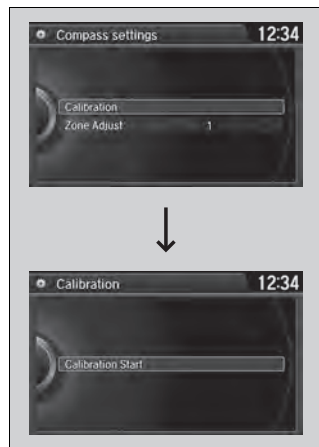 Compass settings 12:34
Calibration
Zone Adjust 1
Calibration 12:34
Calibration Start